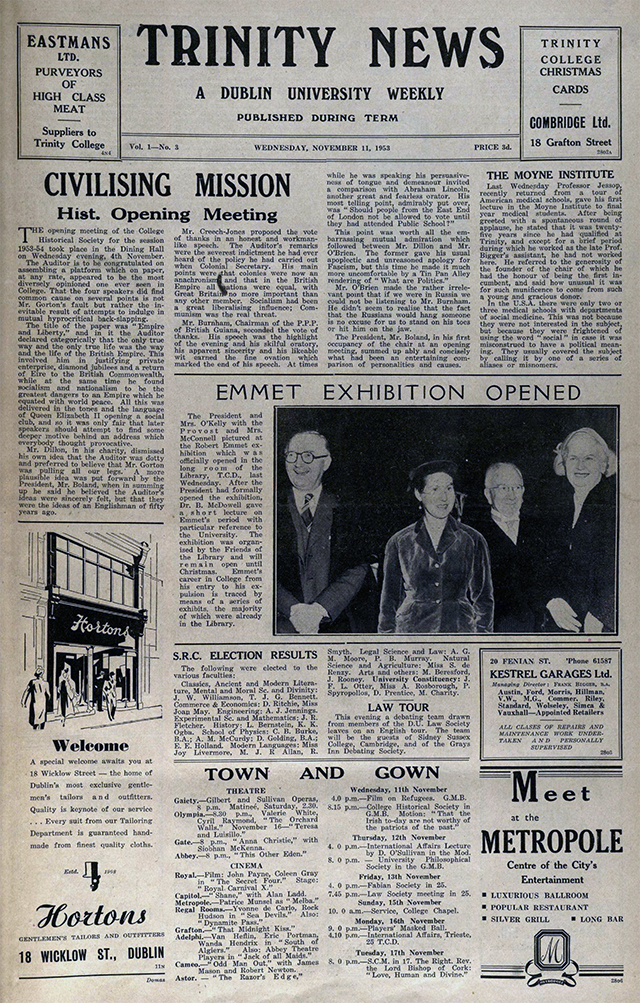 EASTMANS
LTD.
PURVEYORS
OF
HIGH CLASS
MEAT
Suppliers to
Trinity College
TRINITY NEWS
A DUBLIN UNIVERSITY WEEKLY
PUBLISHED DURING TERM
TRINITY
COLLEGE
CHRISTMAS
CARDS
COMBRIDGE Ltd.
18 Grafton Street
Vol. 1—No. 3
WEDNESDAY, NOVEMBER 11, 1953
PRICE 3d.
CIVILISING MISSION
Hist. Opening Meeting
THE opening meeting of the College
Historical Society for the session
1953-54 took place in the Dining Hall
on Wednesday evening, 4th November.
The Auditor is to be congratulated on
assembling a platform which on paper,
at any rate, appeared to be the most
diversely opinioned one ever seen in
College. That the four speakers did find
common cause on several points is not
Mr. Gorton's fault but rather the in-
evitable result of attempts to indulge in
mutual hypocritical back-slapping.
The title of the paper was "Empire
and Liberty," and in it the Auditor
declared categorically that the only true
way and the only true life was the way
and the life of the British Empire. This
involved him in justifying private
enterprise, diamond jubilees and a return
of Eire to the British Commonwealth,
while at the same time he found
socialism and nationalism to be the
greatest dangers to an Empire which he
equated with world peace. All this was
delivered in the tones and the language
of Queen Elizabeth II opening a social
club, and so it was only fair that later
speakers should attempt to find some
deeper motive behind an address which
everybody thought provocative.
Mr. Dillon, in his charity, dismissed
his own idea that the Auditor was dotty
and preferred to believe that Mr. Gorton
was pulling all our legs. A more
plausible idea was put forward by the
President, Mr. Boland, in when summing
up he said he believed the Auditor's
ideas were sincerely felt, but that they
were the ideas of an Englishman of fifty
years ago.
Mr. Creech-Jones proposed the vote
of thanks in an honest and workman-
like speech. The Auditor's remarks
were the severest indictment he had ever
heard of the policy he had carried out
when Colonial Secretary. His main
points were that colonies now were an
anachronism and that in the British
Empire all nations were equal, with
Great Britain no more important than
any other member. Socialism had been
a great liberalising influence; Com-
munism was the real threat.
Mr. Burnham, Chairman of the P.P.P.
of British Guiana, seconded the vote of
thanks. His speech was the highlight
of the evening and his skilful oratory,
his apparent sincerity and his likeable
wit earned the fine ovation which
marked the end of his speech. At times
while he was speaking his persuasive-
ness of tongue and demeanour invited
a comparison with Abraham Lincoln,
another great and fearless orator. His
most telling point, admirably put over,
was "Should people from the East End
of London not be allowed to vote until
they had attended Public School"?
This point was worth all the em-
barrassing mutual admiration which
followed between Mr. Dillon and Mr.
O'Brien. The former gave his usual
apoplectic and unreasoned apology for
Fascism, but this time he made it much
more uncomfortable by a Tin Pan Alley
rendering of "What are Politics."
Mr. O'Brien made the rather irrele-
vant point that if we were in Russia we
could not be listening to Mr. Burnham.
He didn't seem to realise that the fact
that the Russians would hang someone
is no excuse for us to stand on his toes
or hit him on the jaw.
The President, Mr. Boland, in his first
occupancy of the chair at an opening
meeting, summed up ably and concisely
what had been an entertaining com-
parison of personalities and causes.
THE MOYNE INSTITUTE
Last Wednesday Professor Jessop,
recently returned from a tour of
American medical schools, gave his first
lecture in the Moyne Institute to final
year medical students. After being
greeted with a spontaneous round of
applause, he stated that it was twenty-
five years since he had qualified at
Trinity, and except for a brief period
during which he worked as the late Prof.
Bigger's assistant, he had not worked
here. He referred to the generosity of
the founder of the chair of which he
had the honour of being the first in-
cumbent, and said how unusual it was
for such munificence to come from such
a young and gracious donor.
In the U.S.A. there were only two or
three medical schools with departments
of social medicine. This was not because
they were not interested in the subject,
but because they were frightened of
using the word "social" in case it was
misconstrued to have a political mean-
ing. They usually covered the subject
by calling it by one of a series of
aliases or misnomers.
EMMET EXHIBITION OPENED
The President and
Mrs. O'Kelly with the
Provost and Mrs.
McConnell pictured at
the Robert Emmet exhi-
bition which was
officially opened in the
long room of the
Library, T.C.D., last
Wednesday. After the
President had formally
opened the exhibition,
Dr. B. McDowell gave
a short lecture on
Emmet's period with
particular reference to
the University. The
exhibition was organ-
ised by the Friends of
the Library and will
remain open until
Christmas. Emmet's
career in College from
his entry to his ex-
pulsion is traced by
means of a series of
exhibits, the majority
of which were already
in the Library.
Hortons
Welcome
A special welcome awaits you at
18 Wicklow Street — the home of
Dublin's most exclusive gentle-
men's tailors and outfitters.
Quality is keynote of our service
. . . Every suit from our Tailoring
Department is guaranteed hand-
made from finest quality cloths.
Estd.
Hortons
GENTLEMEN'S TAILORS AND OUTFITTERS
18 WICKLOW ST., DUBLIN
Domas
S.R.C. ELECTION RESULTS
The following were elected to the
various faculties:
Classics, Ancient and Modern Litera-
ture, Mental and Moral Sc. and Divinity:
J. W. Williamson, T. J. G. Bennett.
Commerce & Economics: D. Ritchie, Miss
Joan May. Engineering: A. J. Jennings.
Experimental Sc. and Mathematics: J. R.
Fletcher. History: L. Bernstein, K. K.
Ogba. School of Physics: C. B. Burke,
B.A.; A. M. McCurdy; D. Golding, B.A.;
E. E. Holland. Modern Languages: Miss
Joy Livermore, M. J. R. Allan, R.
Smyth. Legal Science and Law: A. G.
M. Moore, P. B. Murray. Natural
Science and Agriculture: Miss S. de
Renzy. Arts and others: M. Beresford,
J. Rooney. University Constituency: J.
F. L. Otter, Miss A. Rosborough, P.
Spyropollos, D. Prentice, M. Charity.
LAW TOUR
This evening a debating team drawn
from members of the D.U. Law Society
leaves on an English tour. The team
will be the guests of Sidney Sussex
College, Cambridge, and of the Grays
Inn Debating Society.
20 FENIAN ST. 'Phone 61587
KESTREL GARAGES Ltd.
Austin, Ford, Morris, Hillman,
V.W., M.G., Commer, Riley,
Standard, Wolseley, Simca &
Vauxhall—Appointed Retailers
ALL CLASSES OF REPAIRS AND
MAINTENANCE WORK UNDER-
TAKEN AND PERSONALLY
SUPERVISED
TOWN AND GOWN
THEATRE
Gaiety.—Gilbert and Sullivan Operas,
8 p.m. Matinee, Saturday, 2.30.
Olympia.—8.30 p.m., Valerie White,
Cyril Raymond, "The Orchard
Walls." November 16—"Teresa
and Luisille."
Gate.—8 p.m., "Anna Christie," with
Siobhan McKenna.
Abbey.—8 p.m., "This Other Eden."
CINEMA
Royal.—Film: John Payne, Coleen Gray
in "The Secret Four." Stage:
"Royal Carnival X."
Capitol.—"Shane," with Alan Ladd.
Metropole.—Patrice Munsel as "Melba."
Regal Rooms.—Yvonne de Carlo, Rock
Hudson in "Sea Devils." Also:
"Dynamite Pass."
Grafton.—"That Midnight Kiss."
Adelphi.—Van Heflin, Eric Portman,
Wanda Hendrix in "South of
Algiers." Also: Abbey Theatre
Players in "Jack of all Maids."
Cameo.—"Odd Man Out," with James
Mason and Robert Newton.
Astor.—"The Razor's Edge,"
Wednesday, 11th November
4.0 p.m.—Film on Refugees. G.M.B.
8.15 p.m.—College Historical Society in
G.M.B. Motion: "That the
Irish to-day are not worthy
of the patriots of the past."
Thursday, 12th November
4.0 p.m.—International Affairs Lecture
by D. O'Sullivan in the Mod.
8.0 p.m. — University Philosophical
Society in the G.M.B.
Friday, 13th November
4.0 p.m.—Fabian Society in 25.
7.45 p.m.—Law Society meeting in 25.
Sunday, 15th November
10.0 a.m.—Service, College Chapel.
Monday, 16th November
9.0 p.m.—Players' Masked Ball.
4.10 p.m.—International Affairs, Trieste,
25 T.C.D.
Tuesday, 17th November
8.0 p.m.—S.C.M. in 17. The Right. Rev.
the Lord Bishop of Cork:
"Love, Human and Divine."
Meet
at the
METROPOLE
Centre of the City's
Entertainment
■ LUXURIOUS BALLROOM
■ POPULAR RESTAURANT
■ SILVER GRILL ■ LONG BAR
M